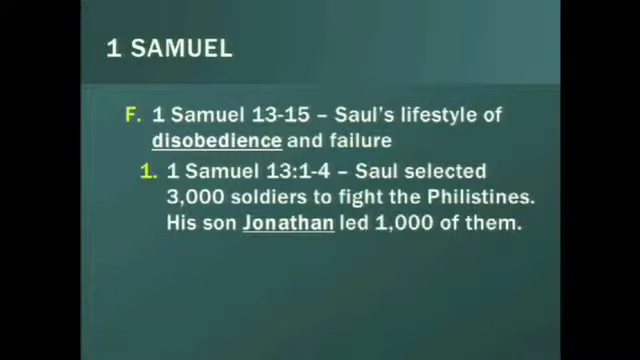 1 SAMUEL
F. 1 Samuel 13-15 – Saul's lifestyle of
disobedience and failure
1. 1 Samuel 13:1-4 – Saul selected
3,000 soldiers to fight the Philistines.
His son Jonathan led 1,000 of them.